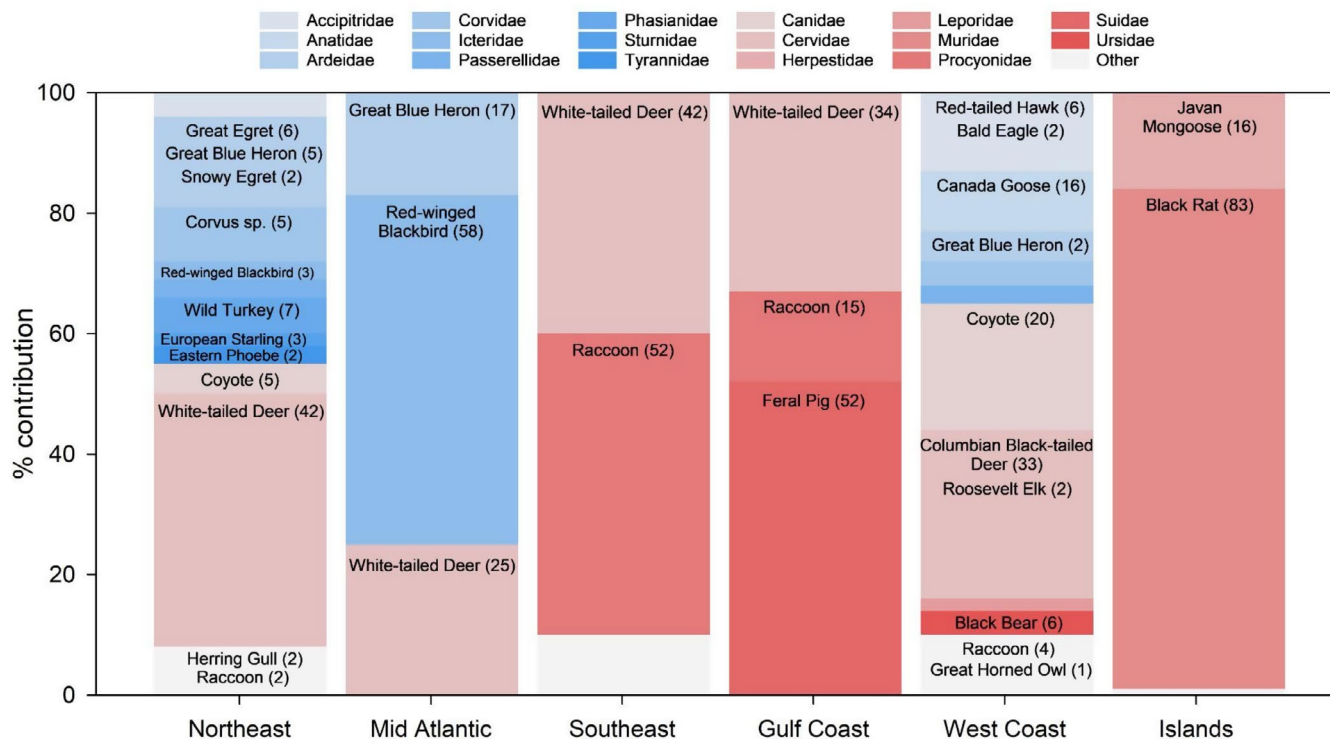 Accipitridae
Anatidae
Ardeidae
Corvidae
Icteridae
Passerellidae
Phasianidae
Sturnidae
Tyrannidae
Canidae
Cervidae
Herpestidae
Leporidae
Muridae
Procyonidae
Suidae
Ursidae
Other
% contribution
100
80
60
40
20
0
Great Egret (6)
Great Blue Heron (5)
Snowy Egret (2)
Corvus sp. (5)
Red-winged Blackbird (3)
Wild Turkey (7)
European Starling (3)
Eastern Phoebe (2)
Coyote (5)
White-tailed Deer (42)
Herring Gull (2)
Raccoon (2)
Great Blue Heron (17)
Red-winged
Blackbird (58)
White-tailed Deer (25)
White-tailed Deer (42)
Raccoon (52)
White-tailed Deer (34)
Raccoon (15)
Feral Pig (52)
Red-tailed Hawk (6)
Bald Eagle (2)
Canada Goose (16)
Great Blue Heron (2)
Coyote (20)
Columbian Black-tailed
Deer (33)
Roosevelt Elk (2)
Black Bear (6)
Raccoon (4)
Great Horned Owl (1)
Javan
Mongoose (16)
Black Rat (83)
Northeast
Mid Atlantic
Southeast
Gulf Coast
West Coast
Islands